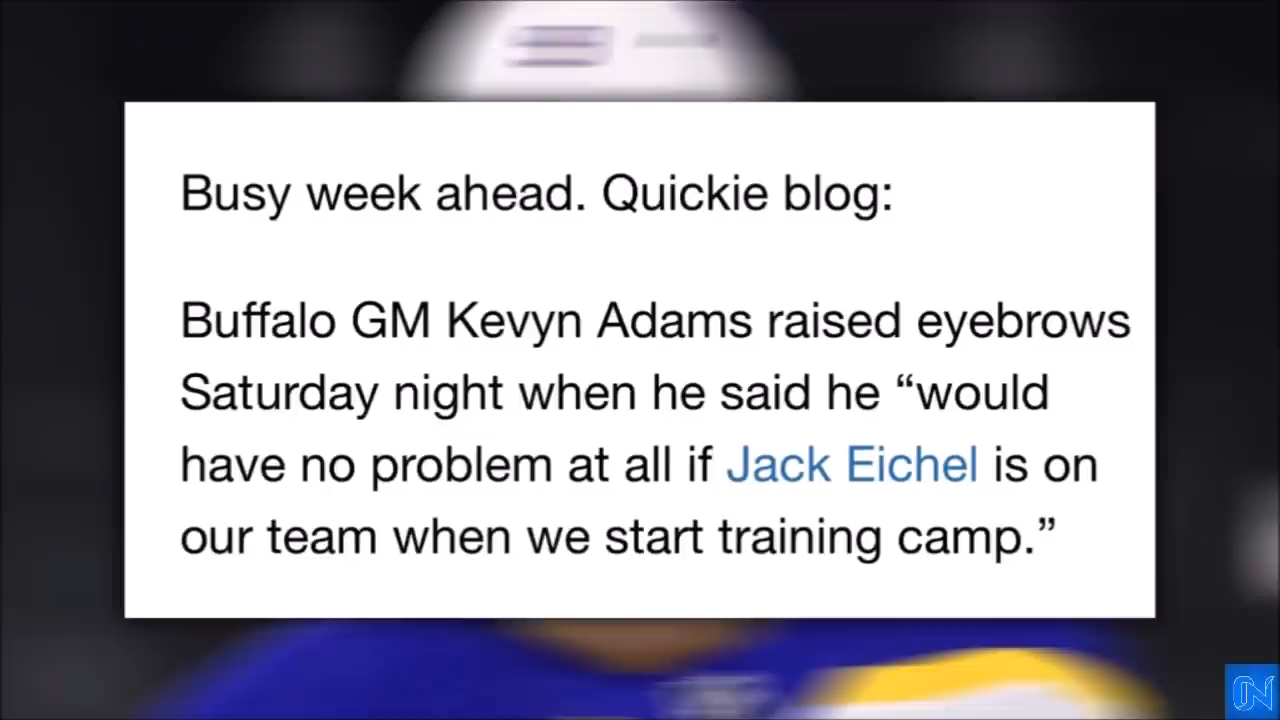 Busy week ahead. Quickie blog:
Buffalo GM Kevyn Adams raised eyebrows
Saturday night when he said he “would
have no problem at all if Jack Eichel is on
our team when we start training camp.”